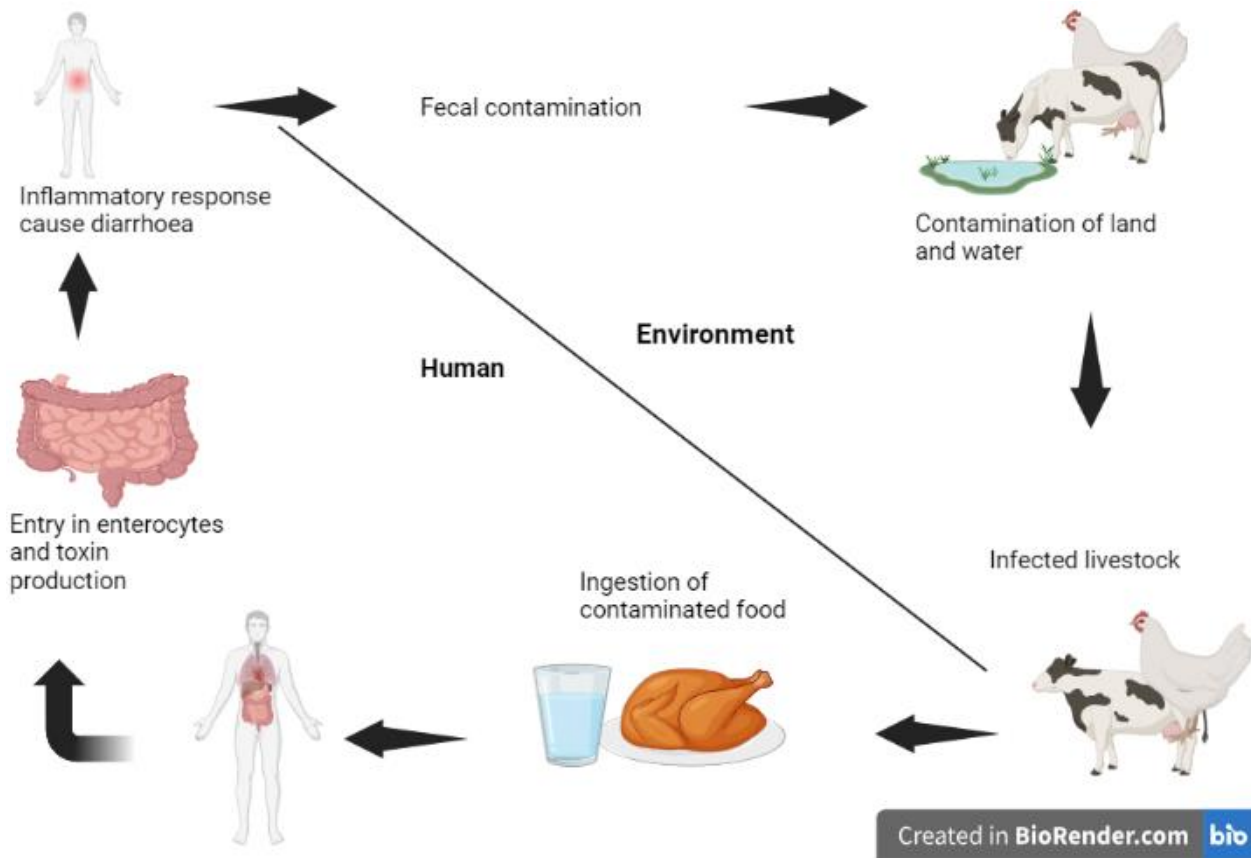 Fecal contamination
Inflammatory response
cause diarrhoea
Contamination of land
and water
Environment
Human
Entry in enterocytes
and toxin
production
Infected livestock
Ingestion of
contaminated food
Created in BioRender.com bio